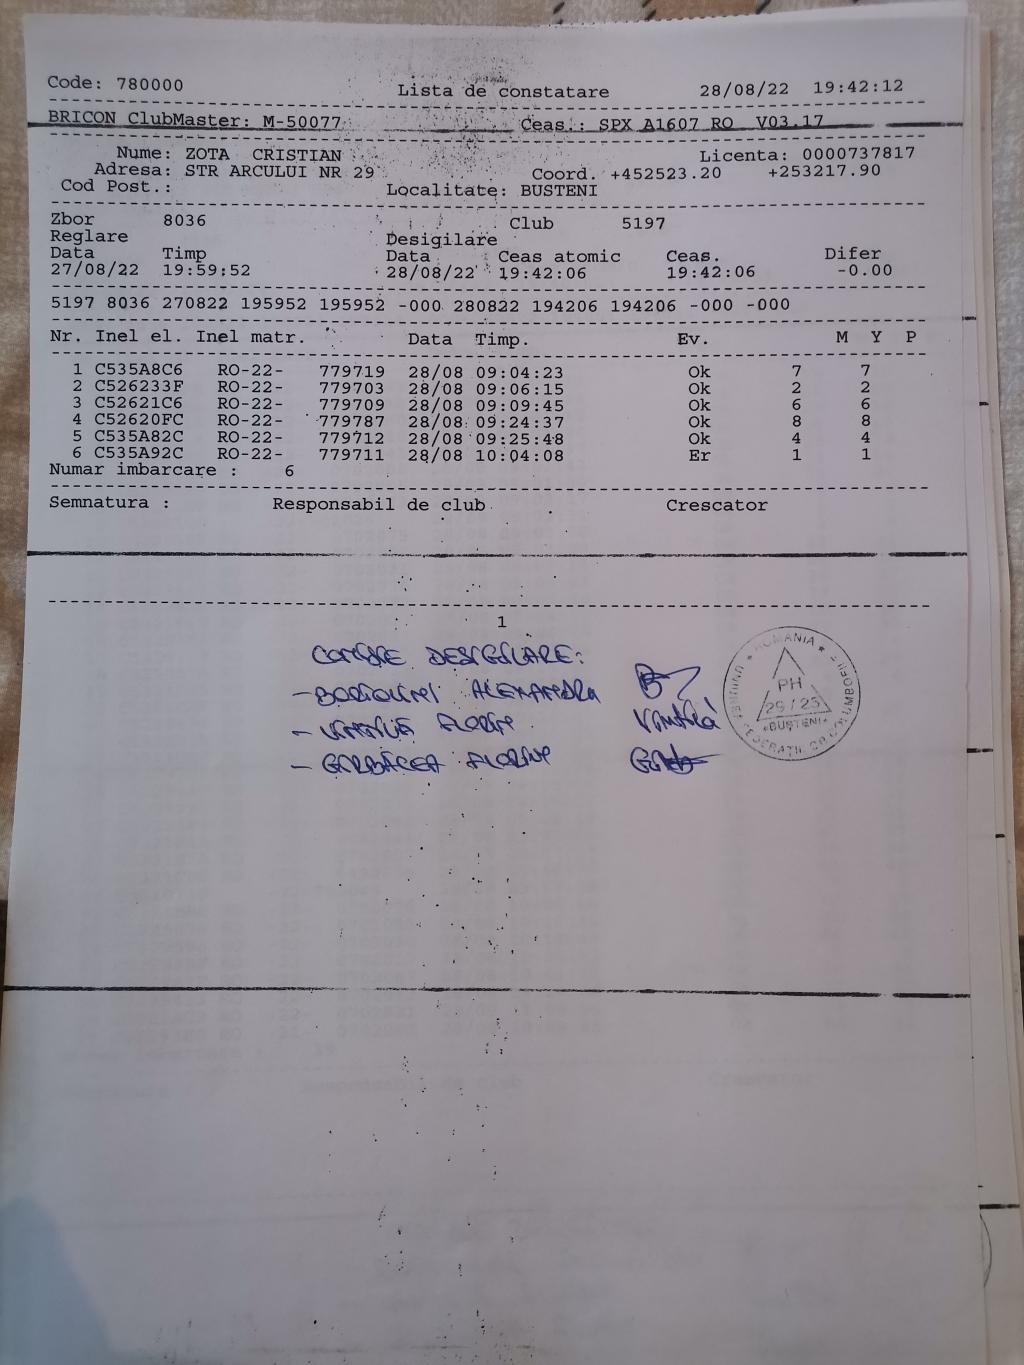 Code: 780000 Lista de constatare 28/08/22 19:42:12
BRICON ClubMaster: M-50077 Ceas.: SPX A1607 RO V03.17
Nume: ZOTA CRISTIAN Licenta: 0000737817
Adresa: STR ARCULUI NR 29 Coord. +452523.20 +253217.90
Cod Post.: Localitate: BUSTENI
Zbor 8036 Club 5197
Reglare Desigilare
Data Timp Data Ceas atomic Ceas. Difer
27/08/22 19:59:52 28/08/22 19:42:06 19:42:06 -0.00
5197 8036 270822 195952 195952 -000 280822 194206 194206 -000 -000
Nr. Inel el. Inel matr. Data Timp. Ev. M Y P
1 C535A8C6 RO-22- 779719 28/08 09:04:23 Ok 7 7
2 C526233F RO-22- 779703 28/08 09:06:15 Ok 2 2
3 C52621C6 RO-22- 779709 28/08 09:09:45 Ok 6 6
4 C52620FC RO-22- 779787 28/08 09:24:37 Ok 8 8
5 C535A82C RO-22- 779712 28/08 09:25:48 Ok 4 4
6 C535A92C RO-22- 779711 28/08 10:04:08 Er 1 1
Numar imbarcare : 6
Semnatura : Responsabil de club Crescator
1
DESIGILARE:
- ALEXANDRU
- FLORIN
- FLORIN
ROMANIA
PH
29/25
BUSTENI